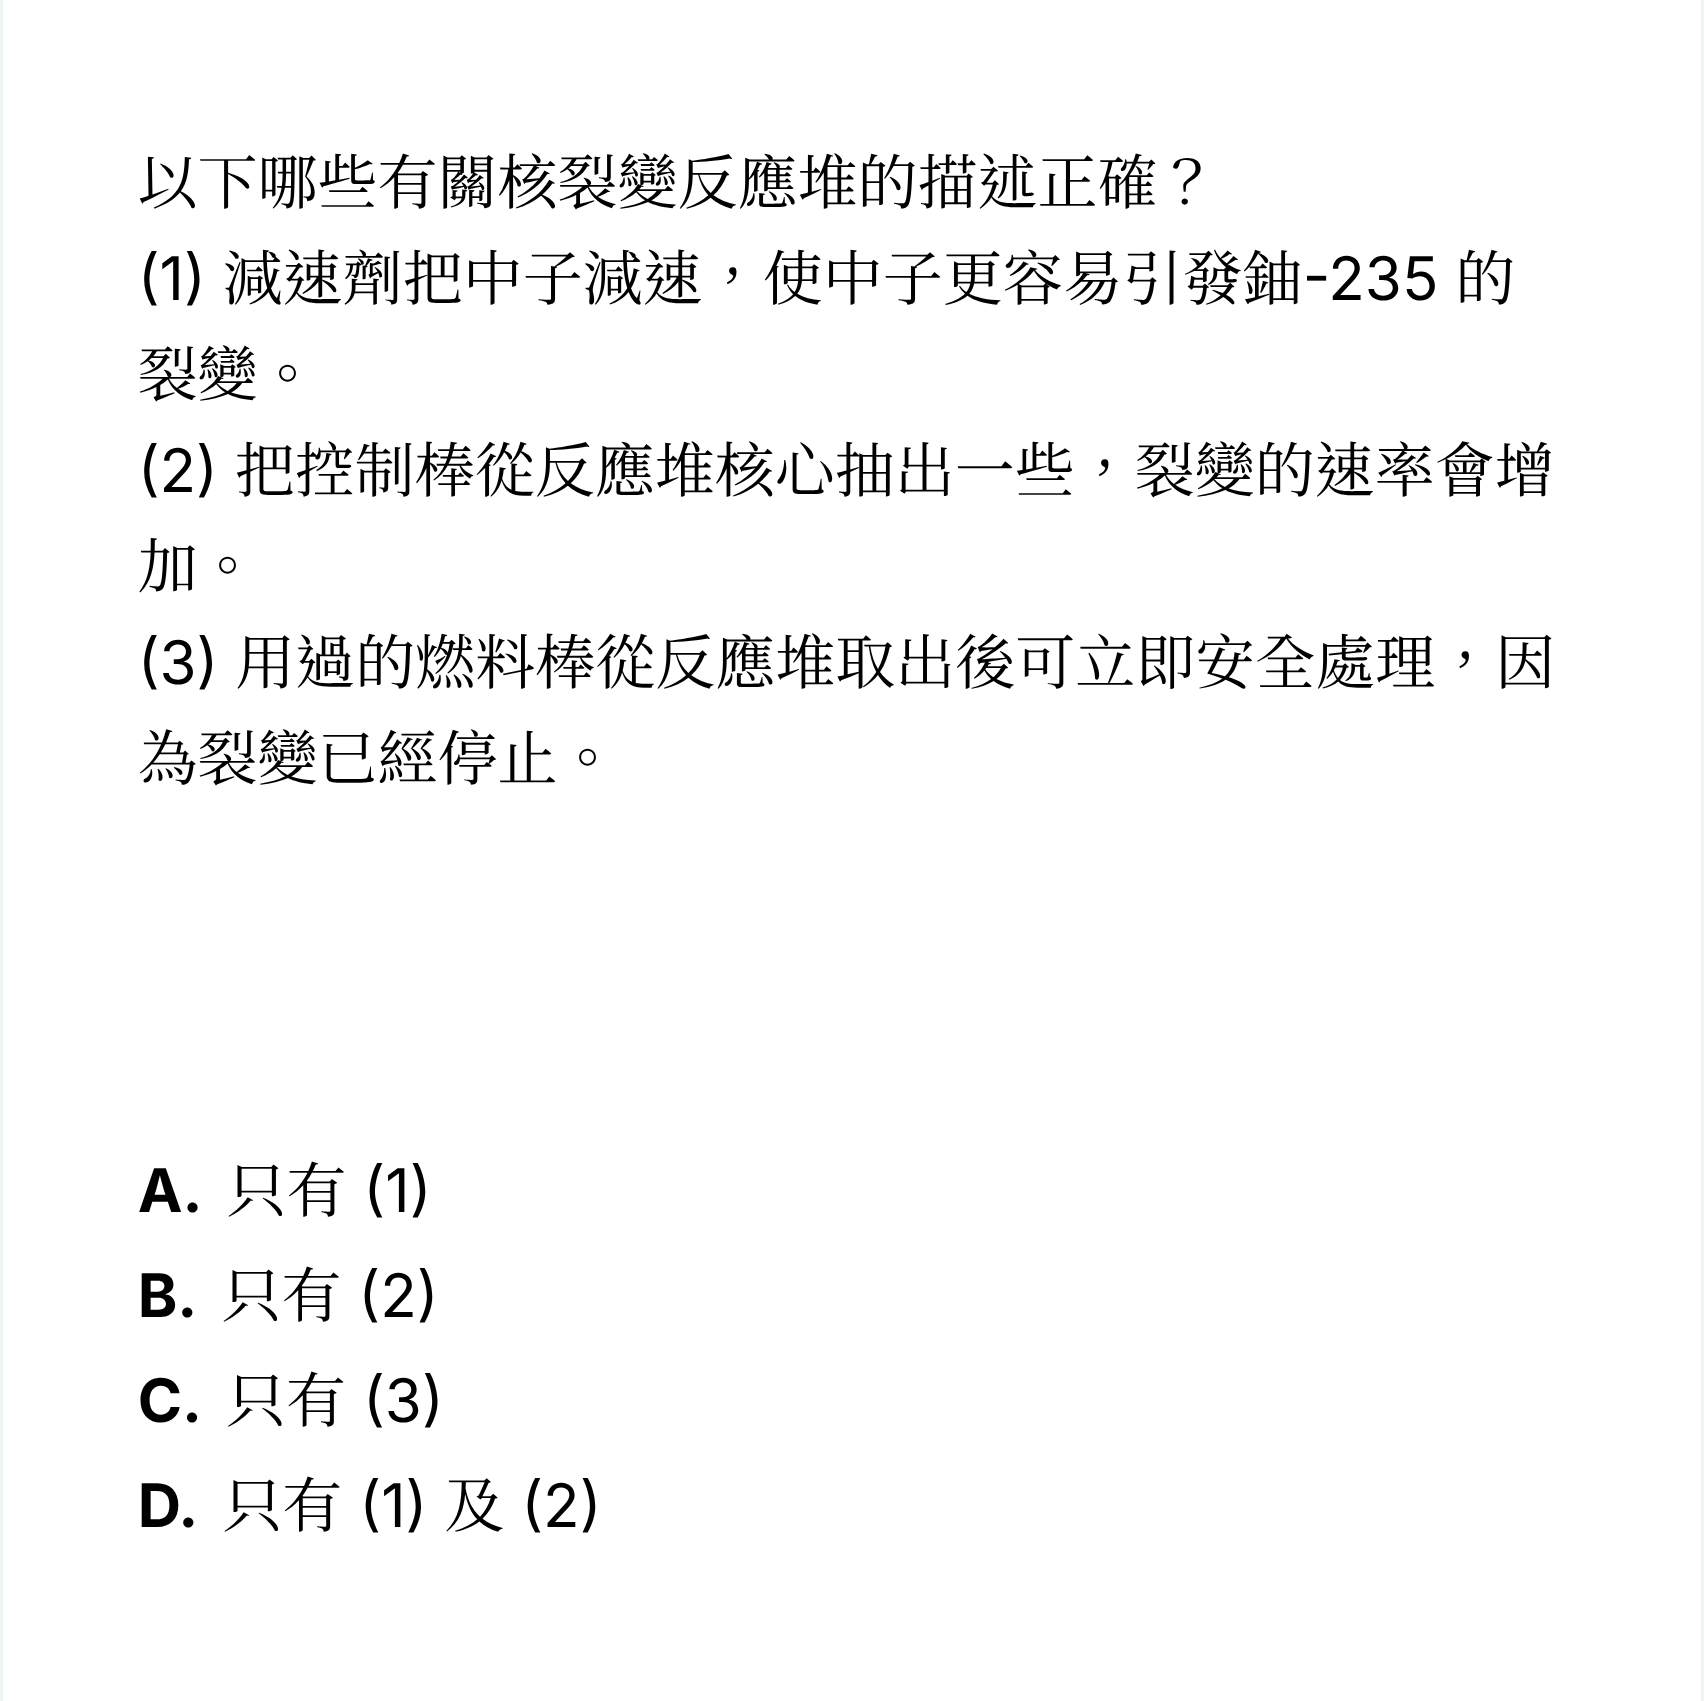 以下哪些有關核裂變反應堆的描述正確？
(1) 減速劑把中子減速，使中子更容易引發鈾-235 的
裂變。
(2) 把控制棒從反應堆核心抽出一些，裂變的速率會增
加。
(3) 用過的燃料棒從反應堆取出後可立即安全處理，因
為裂變已經停止。
A. 只有 (1)
B. 只有 (2)
C. 只有 (3)
D. 只有 (1) 及 (2)